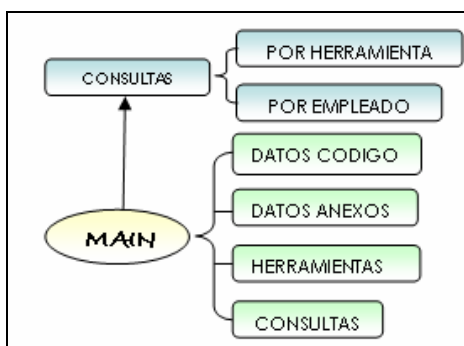 POR HERRAMIENTA
CONSULTAS
POR EMPLEADO
DATOS CODIGO
DATOS ANEXOS
MAIN
HERRAMIENTAS
CONSULTAS